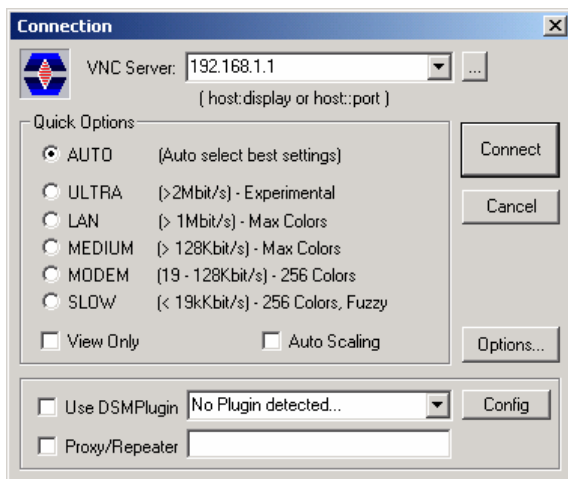 Connection
VNC Server: 192.168.1.1 ...
( host:display or host::port )
Quick Options
AUTO (Auto select best settings)
Connect
ULTRA (>2Mbit/s) - Experimental
Cancel
LAN (> 1Mbit/s) - Max Colors
MEDIUM (> 128Kbit/s) - Max Colors
MODEM (19 - 128Kbit/s) - 256 Colors
SLOW (< 19kKbit/s) - 256 Colors, Fuzzy
View Only Auto Scaling Options...
Use DSMPlugin No Plugin detected... Config
Proxy/Repeater